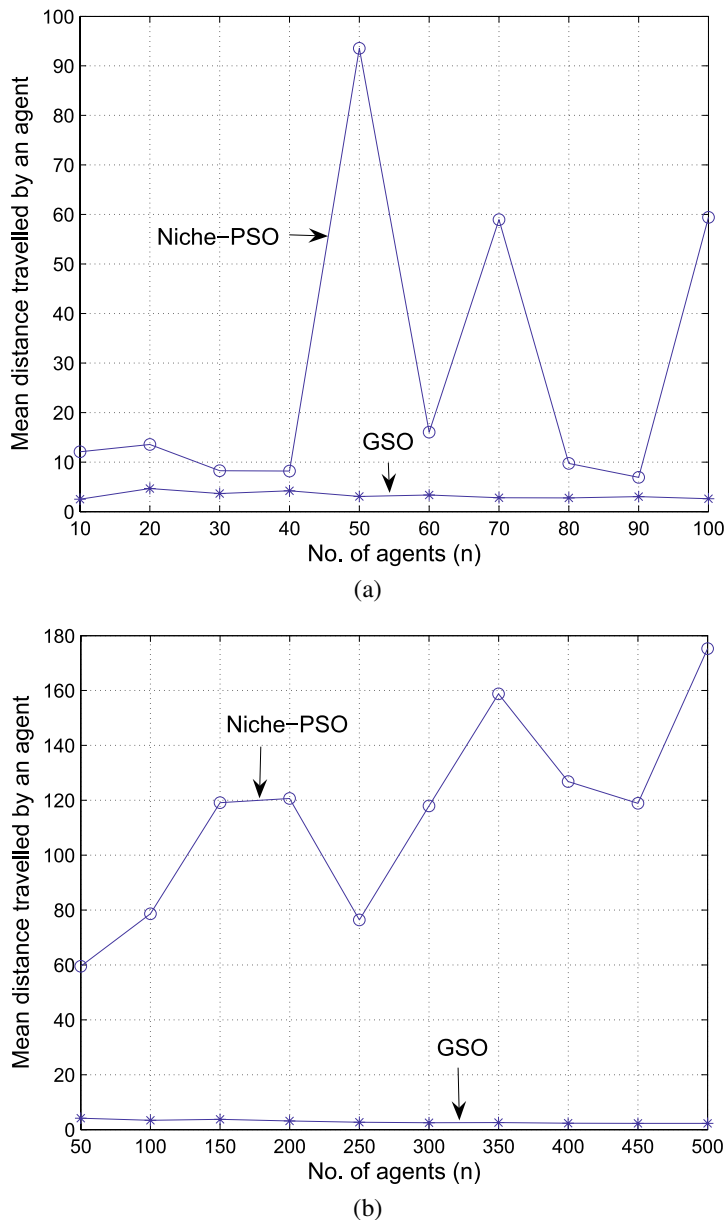 100
90
80
70
60
50
40
30
20
10
0
Mean distance travelled by an agent
Niche−PSO
GSO
10 20 30 40 50 60 70 80 90 100
No. of agents (n)
(a)
180
160
140
120
100
80
60
40
20
0
Mean distance travelled by an agent
Niche−PSO
GSO
50 100 150 200 250 300 350 400 450 500
No. of agents (n)
(b)